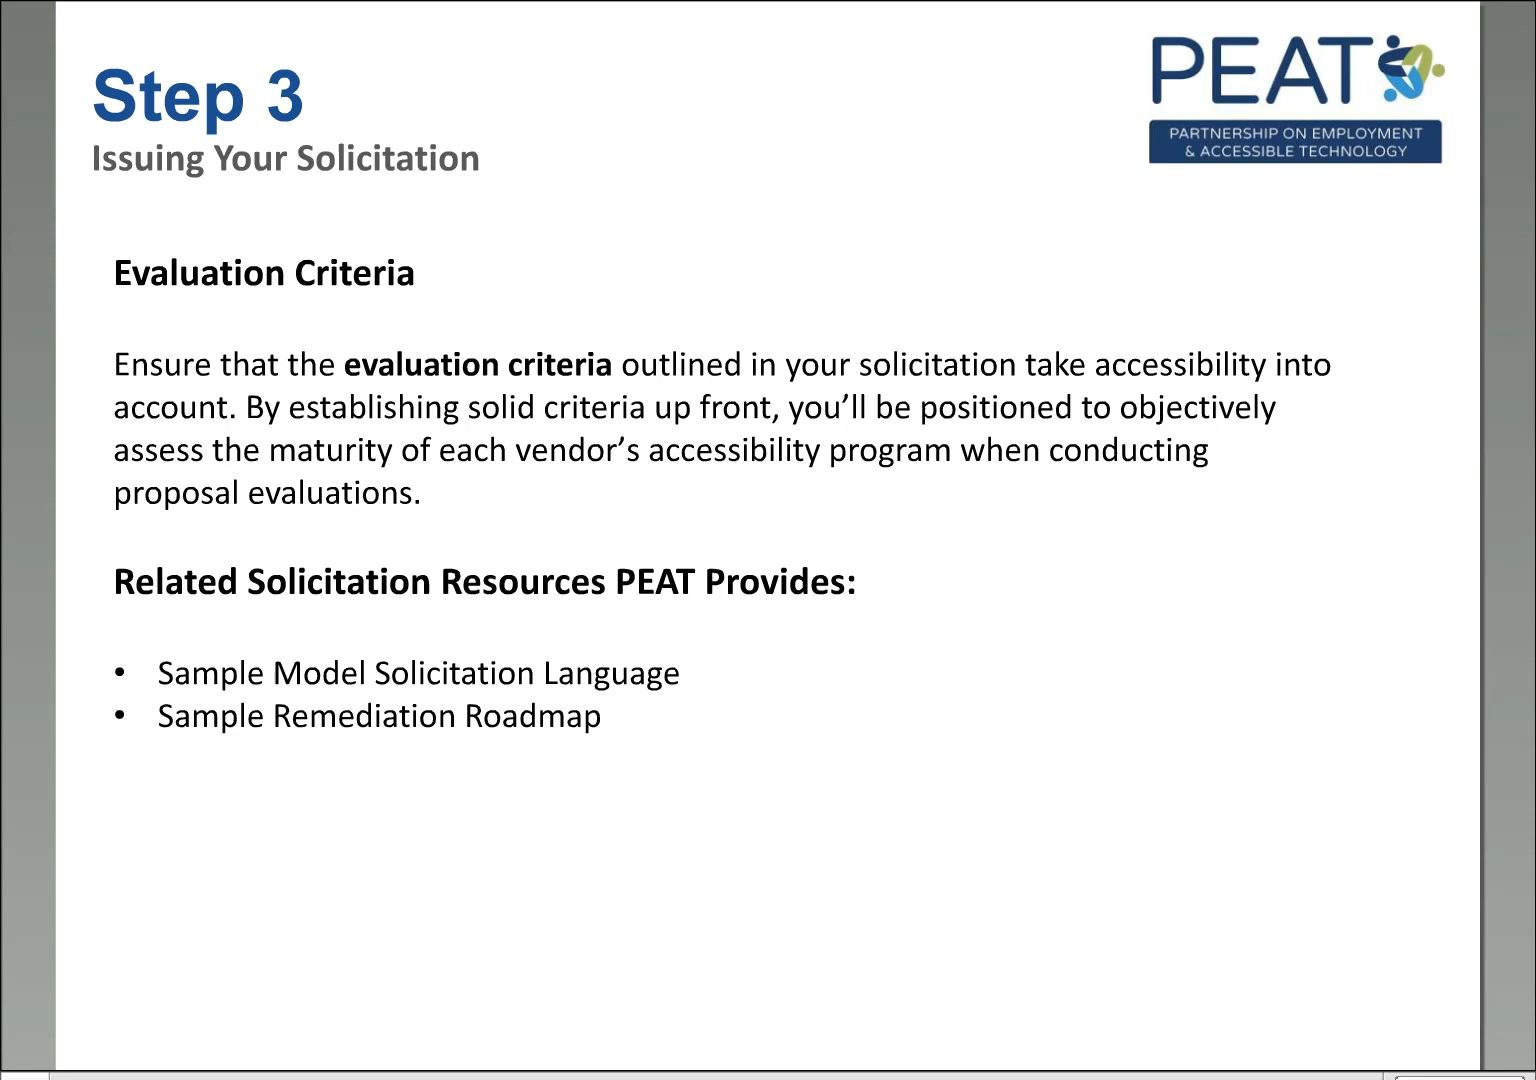 Step 3
Issuing Your Solicitation
PEAT
PARTNERSHIP ON EMPLOYMENT
& ACCESSIBLE TECHNOLOGY
Evaluation Criteria
Ensure that the evaluation criteria outlined in your solicitation take accessibility into
account. By establishing solid criteria up front, you’ll be positioned to objectively
assess the maturity of each vendor’s accessibility program when conducting
proposal evaluations.
Related Solicitation Resources PEAT Provides:
• Sample Model Solicitation Language
• Sample Remediation Roadmap